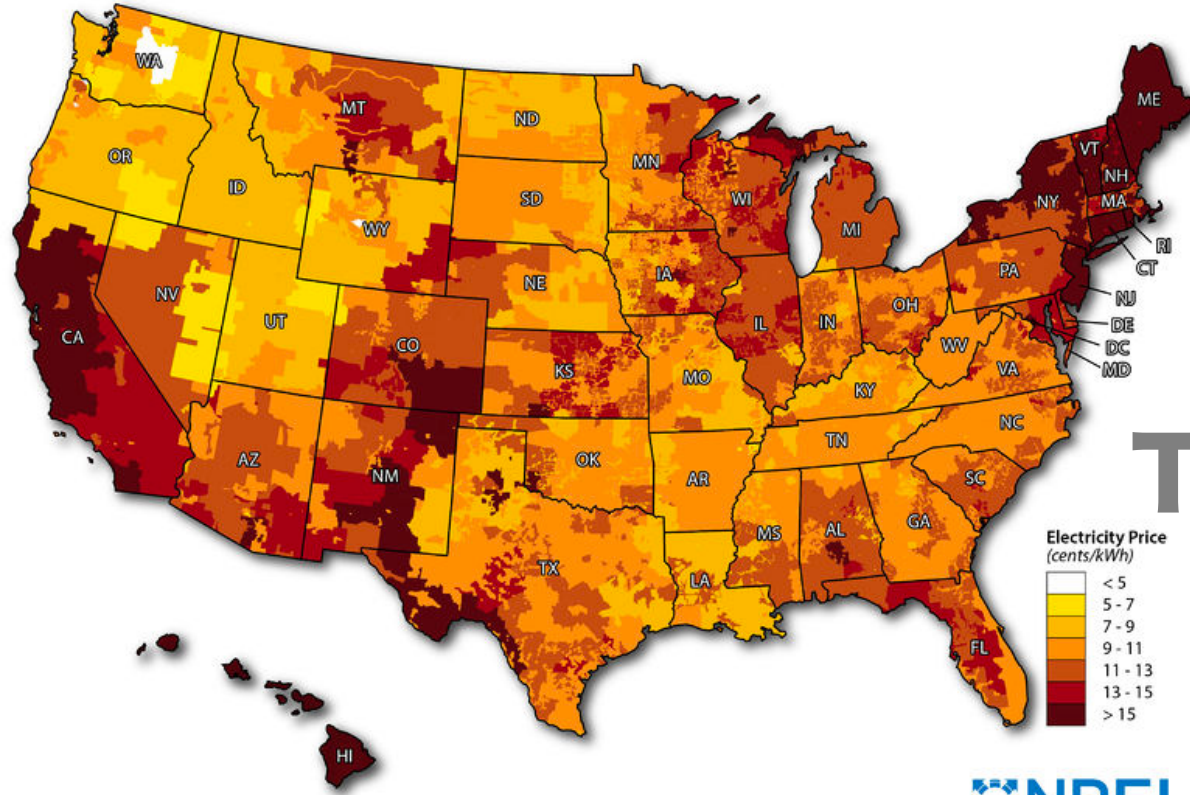 WA
MT
ND
MN
ME
VT
NH
OR
ID
SD
WI
NY
MA
WY
MI
RI
CT
IA
NE
PA
NV
NJ
OH
UT
IL
IN
DE
CA
CO
DC
WV
KS
MO
VA
MD
KY
NC
TN
AZ
OK
NM
AR
SC
T
GA
MS
AL
Electricity Price
(cents/kWh)
TX
LA
< 5
5 - 7
7 - 9
FL
9 - 11
11 - 13
13 - 15
> 15
HI